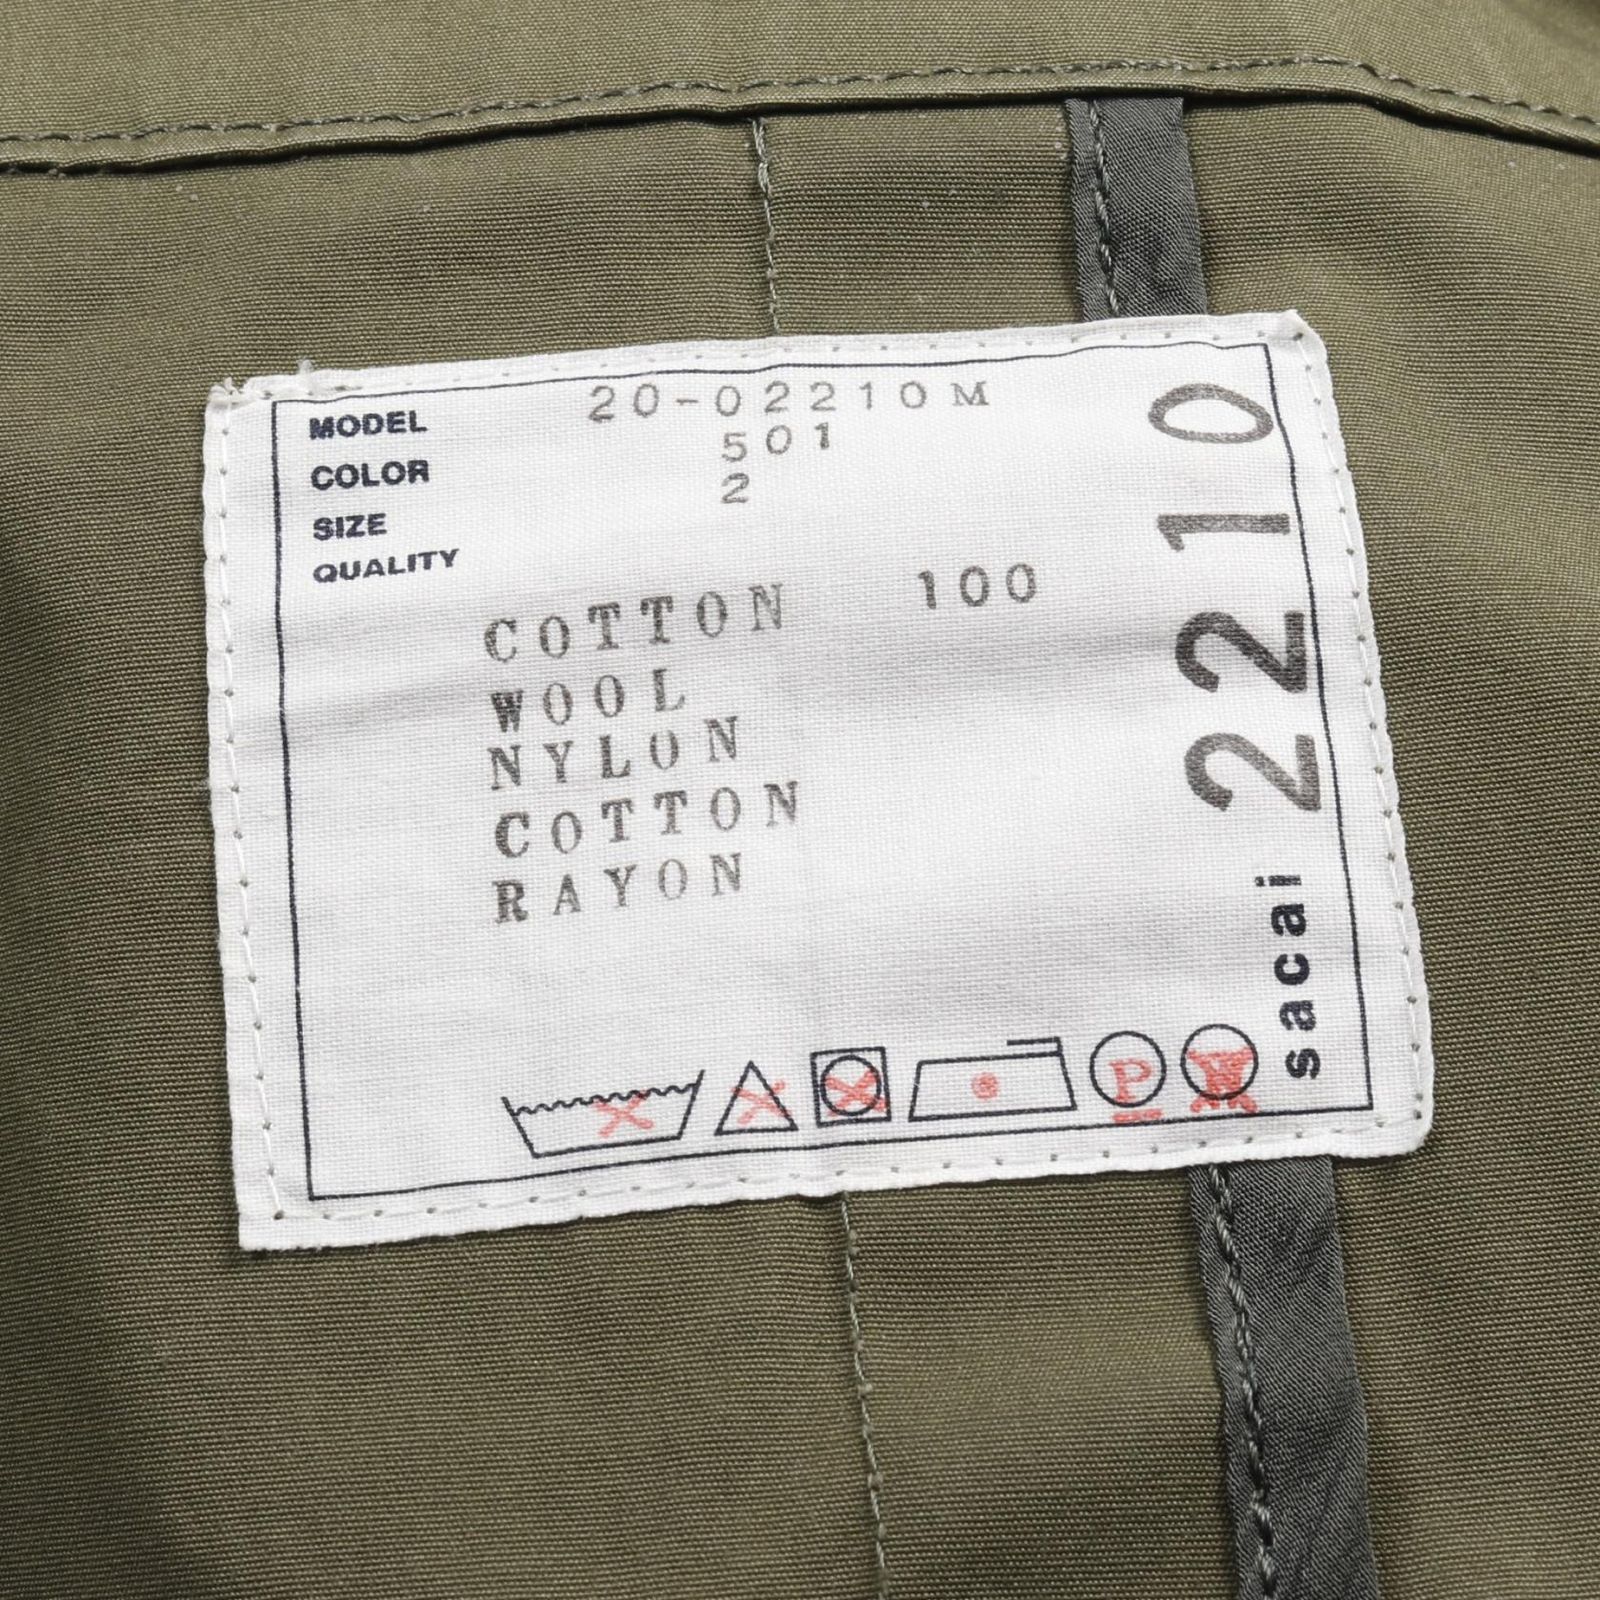 MODEL 20-02210M
COLOR 501
SIZE 2
QUALITY
COTTON 100
WOOL
NYLON
COTTON
RAYON
P
W
sacai 2210